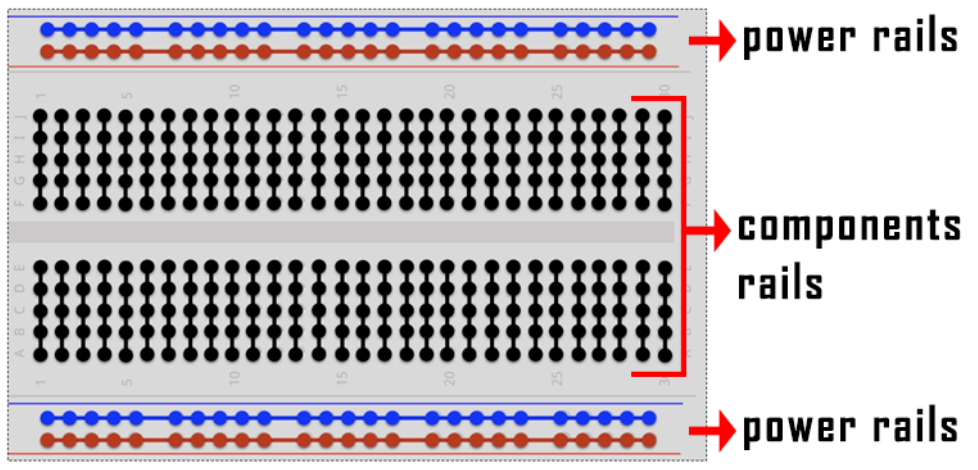 power rails
1 5 10 15 20 25 30
J J
I I
H H
G G
F F
components
rails
E E
D D
C C
B B
A A
1 5 10 15 20 25 30
power rails